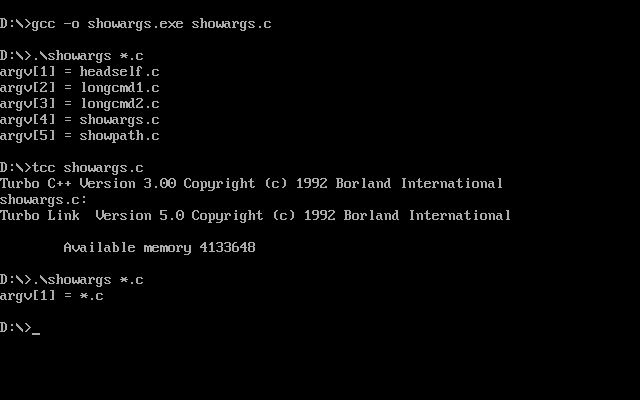 D:\>gcc -o showargs.exe showargs.c
D:\>.\showargs *.c
argv[1] = headself.c
argv[2] = longcmd1.c
argv[3] = longcmd2.c
argv[4] = showargs.c
argv[5] = showpath.c
D:\>tcc showargs.c
Turbo C++ Version 3.00 Copyright (c) 1992 Borland International
showargs.c:
Turbo Link  Version 5.0 Copyright (c) 1992 Borland International
        Available memory 4133648
D:\>.\showargs *.c
argv[1] = *.c
D:\>_